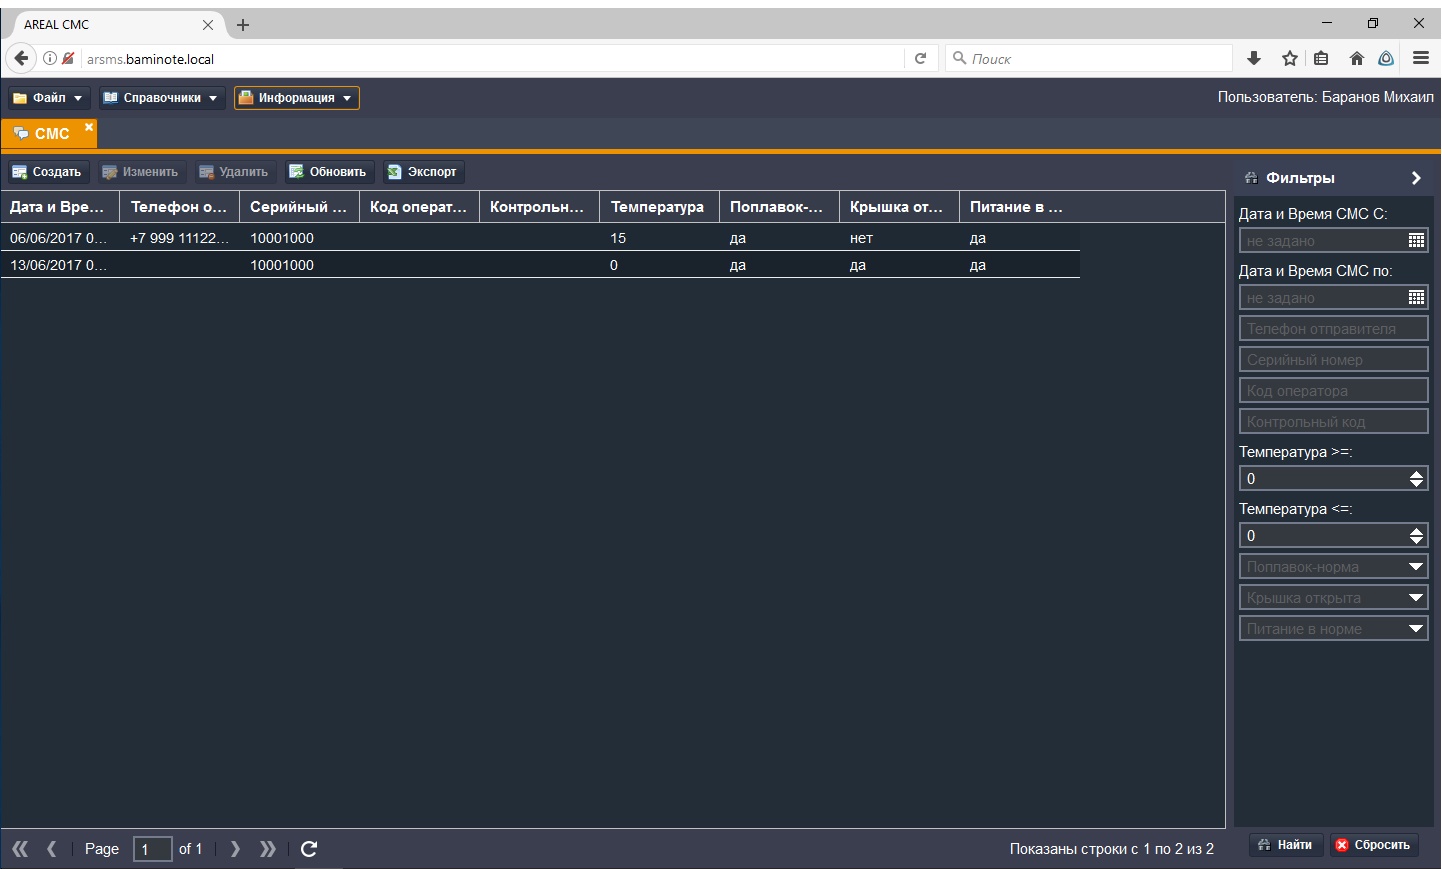 AREAL СМС
arsms.baminote.local
Поиск
Файл
Справочники
Информация
Пользователь: Баранов Михаил
СМС
Создать
Изменить
Удалить
Обновить
Экспорт
Дата и Вре... Телефон о... Серийный ... Код операт... Контрольн... Температура Поплавок-... Крышка от... Питание в ...
06/06/2017 0... +7 999 11122... 10001000 15 да нет да
13/06/2017 0... 10001000 0 да да да
Фильтры
Дата и Время СМС С:
не задано
Дата и Время СМС по:
не задано
Телефон отправителя
Серийный номер
Код оператора
Контрольный код
Температура >=:
0
Температура <=:
0
Поплавок-норма
Крышка открыта
Питание в норме
Page 1 of 1
Показаны строки с 1 по 2 из 2
Найти
Сбросить